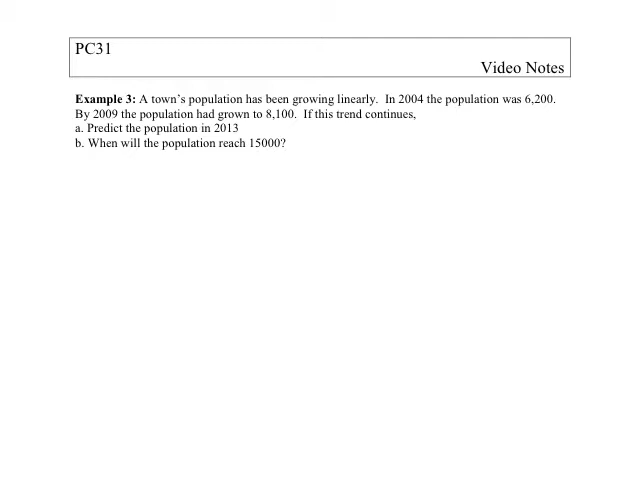 PC31
Video Notes
Example 3: A town's population has been growing linearly. In 2004 the population was 6,200.
By 2009 the population had grown to 8,100. If this trend continues,
a. Predict the population in 2013
b. When will the population reach 15000?